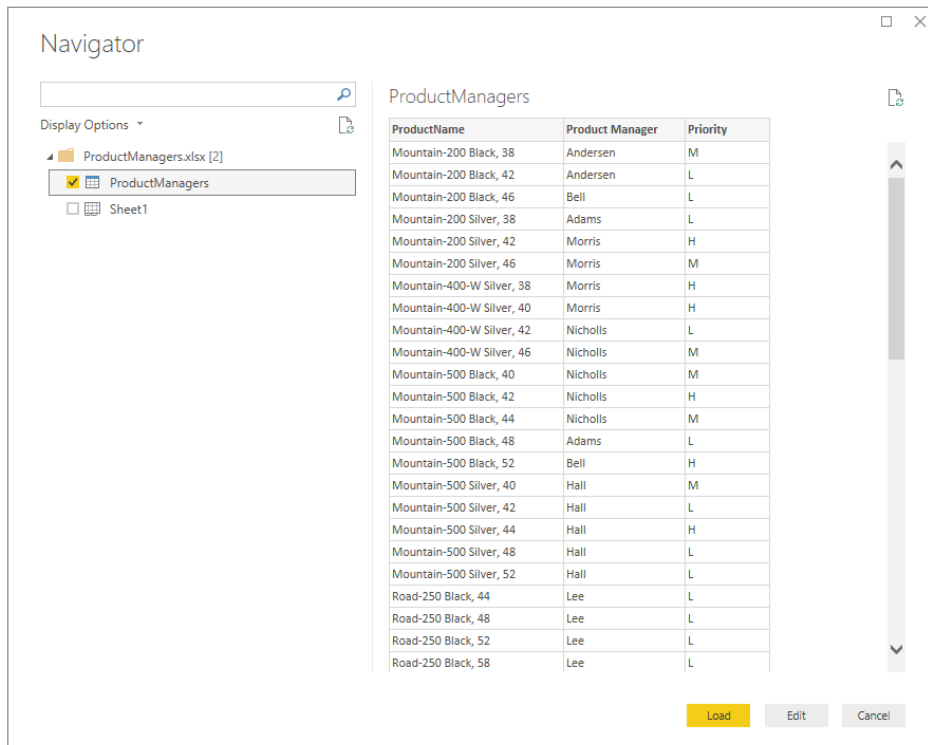 Navigator
Display Options
ProductManagers.xlsx [2]
ProductManagers
Sheet1
ProductManagers
ProductName Product Manager Priority
Mountain-200 Black, 38 Andersen M
Mountain-200 Black, 42 Andersen L
Mountain-200 Black, 46 Bell L
Mountain-200 Silver, 38 Adams L
Mountain-200 Silver, 42 Morris H
Mountain-200 Silver, 46 Morris M
Mountain-400-W Silver, 38 Morris H
Mountain-400-W Silver, 40 Morris H
Mountain-400-W Silver, 42 Nicholls L
Mountain-400-W Silver, 46 Nicholls M
Mountain-500 Black, 40 Nicholls M
Mountain-500 Black, 42 Nicholls H
Mountain-500 Black, 44 Nicholls M
Mountain-500 Black, 48 Adams L
Mountain-500 Black, 52 Bell H
Mountain-500 Silver, 40 Hall M
Mountain-500 Silver, 42 Hall L
Mountain-500 Silver, 44 Hall H
Mountain-500 Silver, 48 Hall L
Mountain-500 Silver, 52 Hall L
Road-250 Black, 44 Lee L
Road-250 Black, 48 Lee L
Road-250 Black, 52 Lee L
Road-250 Black, 58 Lee L
Load Edit Cancel